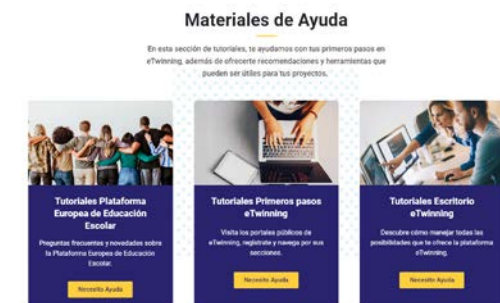 Materiales de Ayuda
En esta sección de tutoriales, te ayudamos con tus primeros pasos en
eTwinning, además de ofrecerte recomendaciones y herramientas que
pueden ser útiles para tus proyectos.
Tutoriales Plataforma
Europea de Educación
Escolar
Preguntas frecuentes y novedades sobre
la Plataforma Europea de Educación
Escolar.
Necesito Ayuda
Tutoriales Primeros pasos
eTwinning
Visita los portales públicos de
eTwinning, regístrate y navega por sus
secciones.
Necesito Ayuda
Tutoriales Escritorio
eTwinning
Descubre cómo manejar todas las
posibilidades que te ofrece la plataforma
eTwinning.
Necesito Ayuda